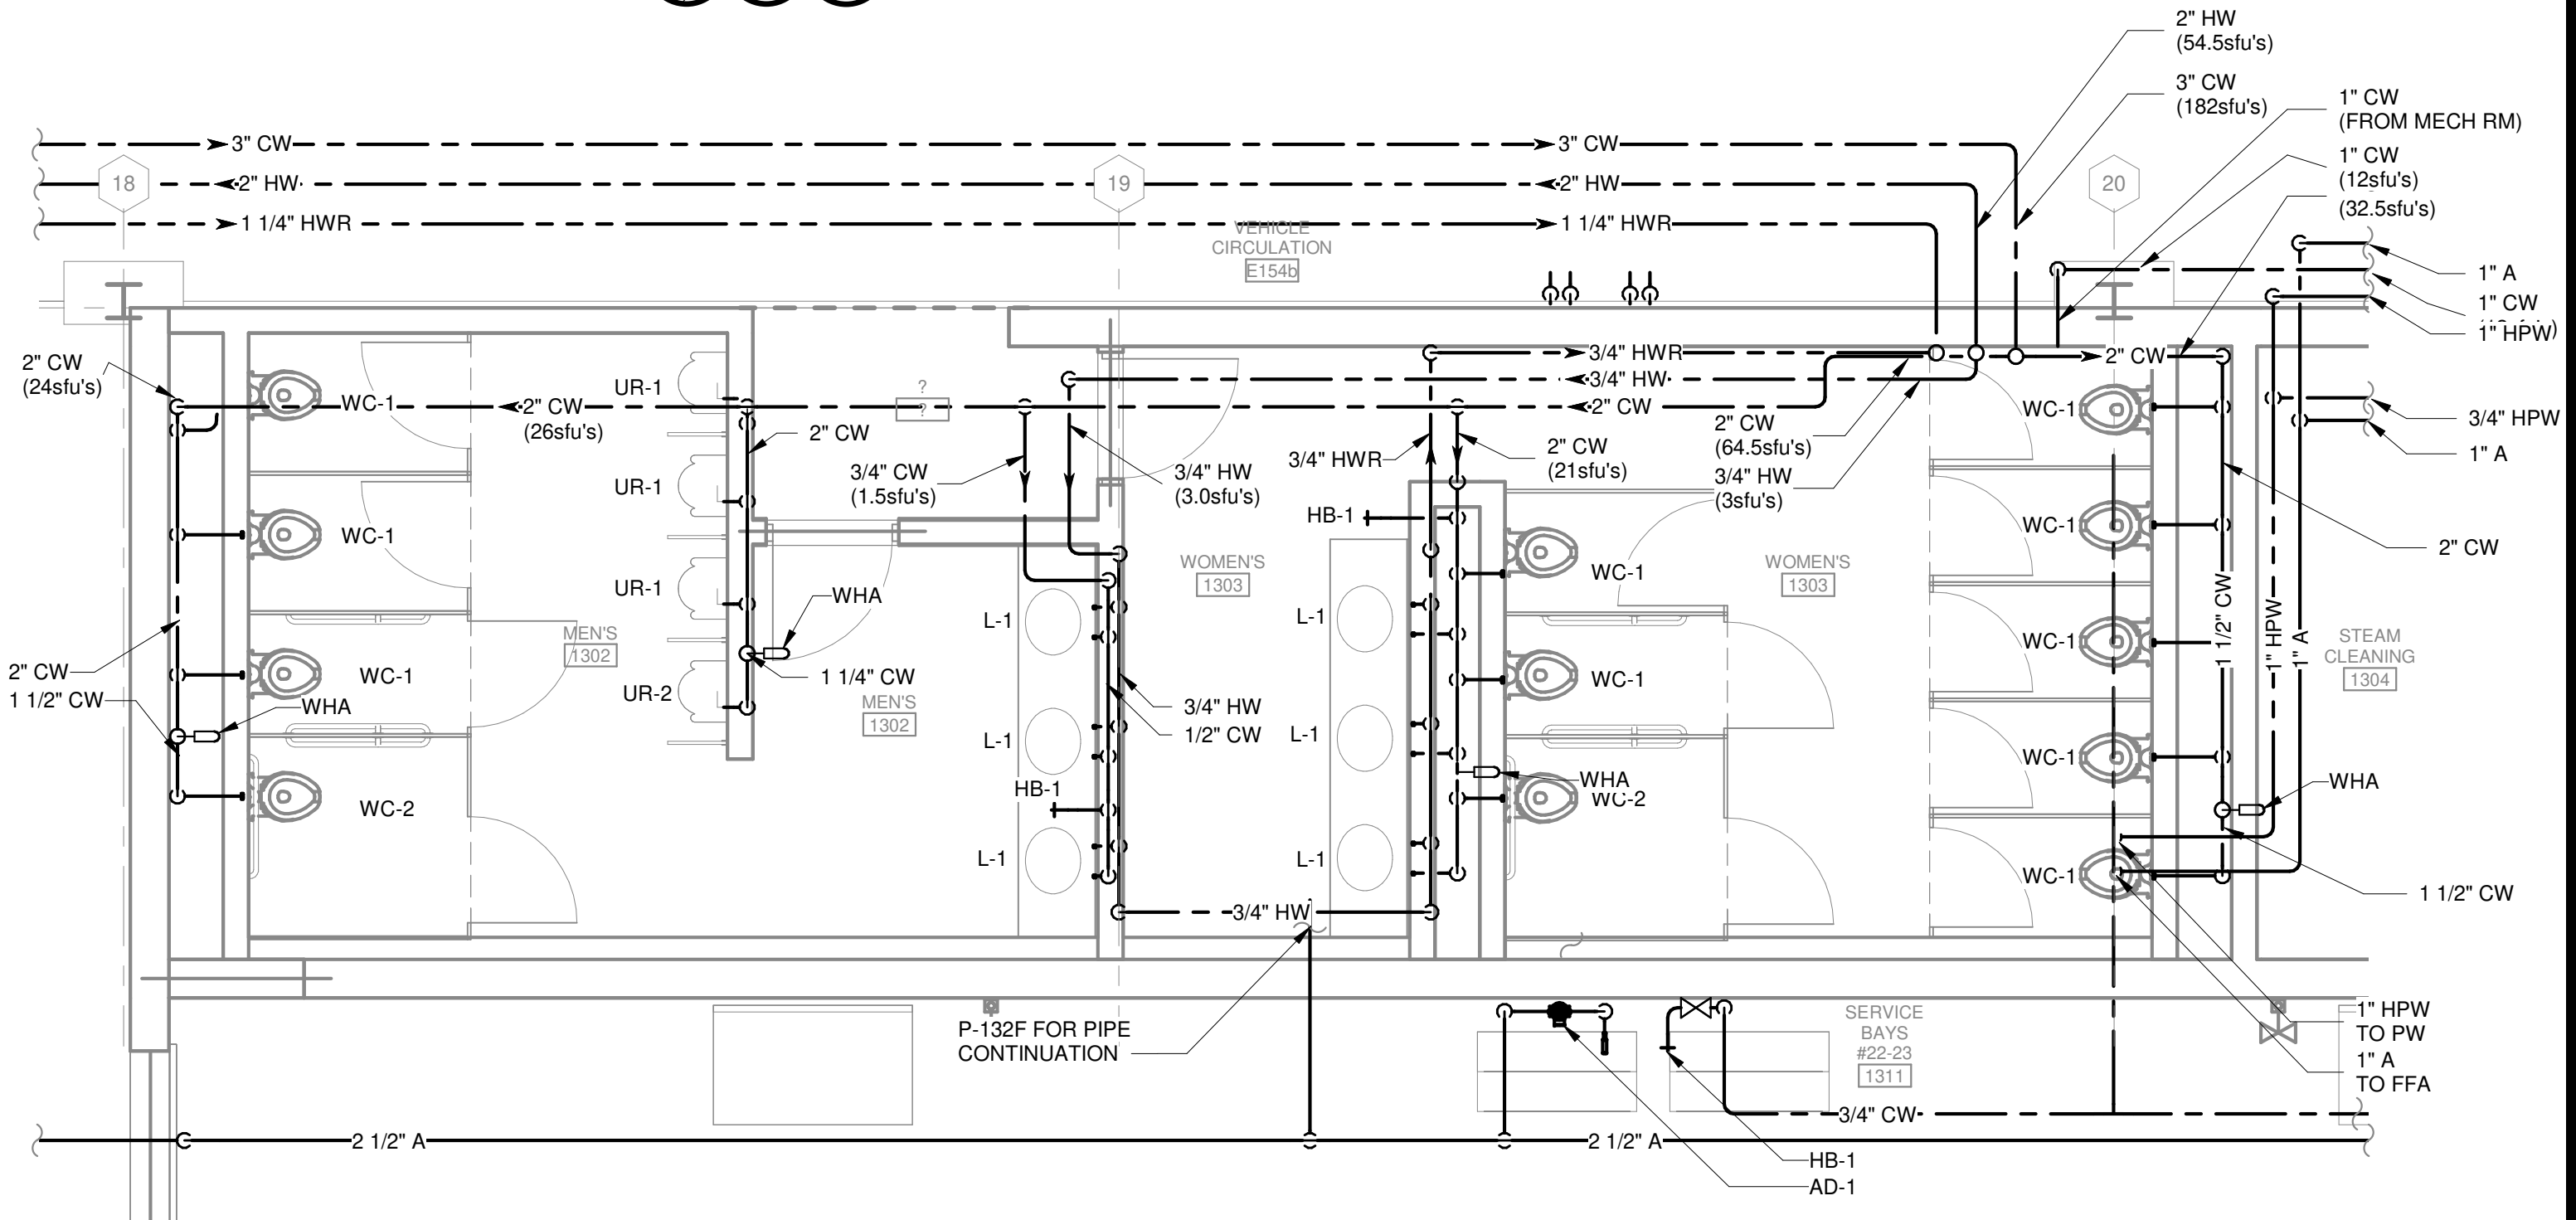 2" HW
(54.5sfu's)
3" CW
(182sfu's)
1" CW
(FROM MECH RM)
1" CW
(12sfu's)
(32.5sfu's)
3" CW
3" CW
18
2" HW
19
2" HW
20
1 1/4" HWR
1 1/4" HWR
VEHICLE
CIRCULATION
E154b
1" A
1" CW
1" HPW
2" CW
(24sfu's)
3/4" HWR
2" CW
3/4" HW
UR-1
?
?
WC-1
2" CW
(26sfu's)
2" CW
2" CW
(64.5sfu's)
WC-1
3/4" HPW
2" CW
2" CW
(21sfu's)
1" A
3/4" CW
(1.5sfu's)
3/4" HW
(3.0sfu's)
3/4" HWR
3/4" HW
(3sfu's)
UR-1
HB-1
WC-1
WC-1
2" CW
WOMEN'S
1303
WOMEN'S
1303
WC-1
UR-1
WHA
1 1/2" CW
1" HPW
1" A
MEN'S
1302
L-1
L-1
WC-1
STEAM
CLEANING
1304
2" CW
WC-1
1 1/4" CW
WC-1
UR-2
1 1/2" CW
WHA
MEN'S
1302
3/4" HW
1/2" CW
L-1
L-1
WC-1
HB-1
WHA
WC-2
WHA
WC-2
L-1
L-1
WC-1
1 1/2" CW
3/4" HW
P-132F FOR PIPE
CONTINUATION
SERVICE
BAYS
#22-23
1311
1" HPW
TO PW
1" A
TO FFA
3/4" CW
2 1/2" A
2 1/2" A
HB-1
AD-1